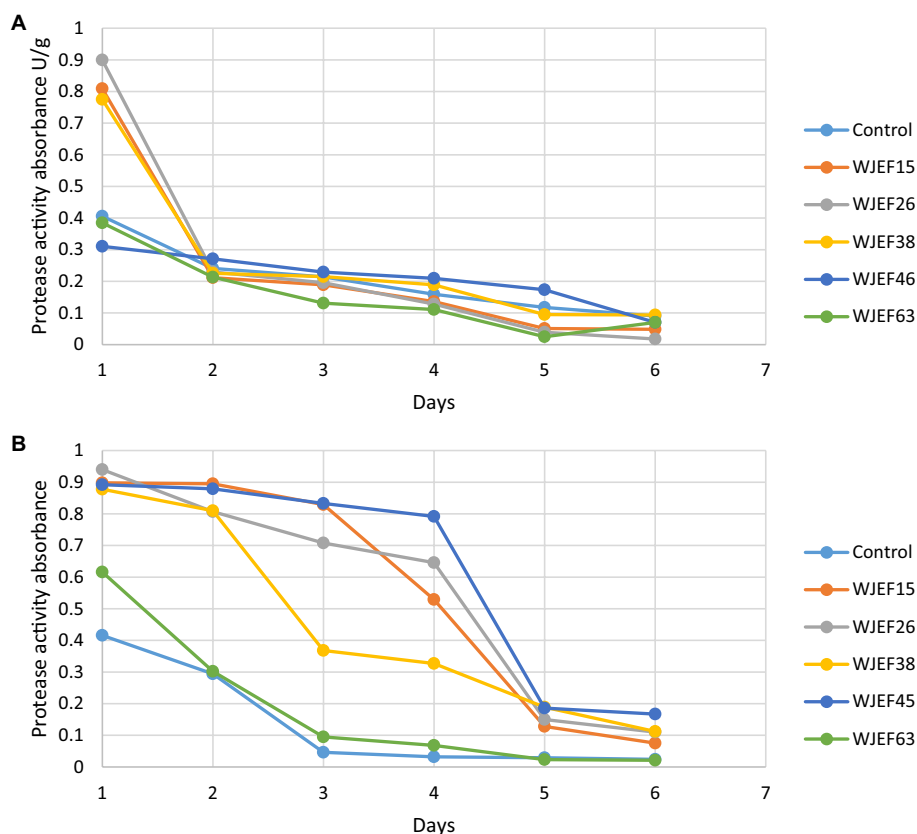 A
Protease activity absorbance U/g
1
0.9
0.8
0.7
0.6
0.5
0.4
0.3
0.2
0.1
0
1 2 3 4 5 6 7
Days
Control
WJEF15
WJEF26
WJEF38
WJEF46
WJEF63
B
Protease activity absorbance
1
0.9
0.8
0.7
0.6
0.5
0.4
0.3
0.2
0.1
0
1 2 3 4 5 6 7
Days
Control
WJEF15
WJEF26
WJEF38
WJEF45
WJEF63